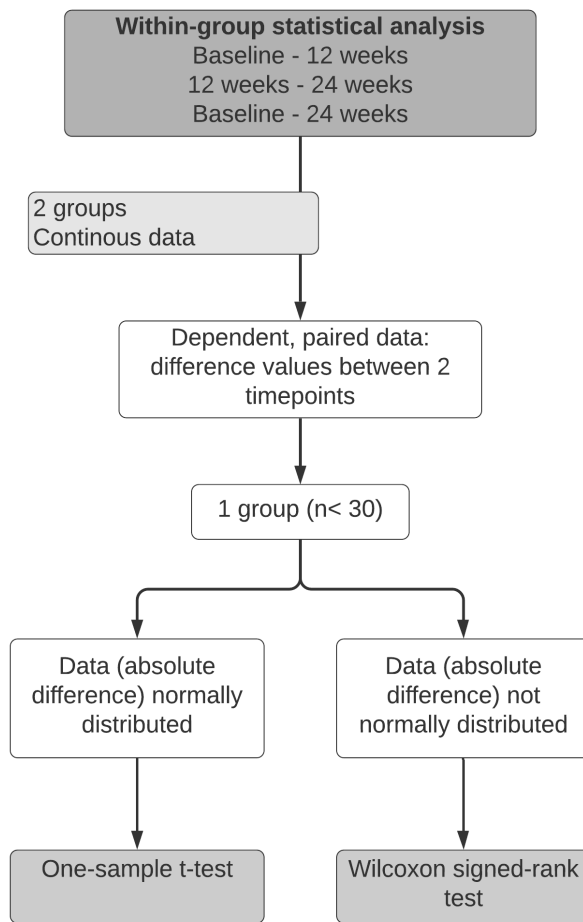 Within-group statistical analysis
Baseline - 12 weeks
12 weeks - 24 weeks
Baseline - 24 weeks
2 groups
Continous data
Dependent, paired data:
difference values between 2
timepoints
1 group (n< 30)
Data (absolute
difference) normally
distributed
Data (absolute
difference) not
normally distributed
One-sample t-test
Wilcoxon signed-rank
test